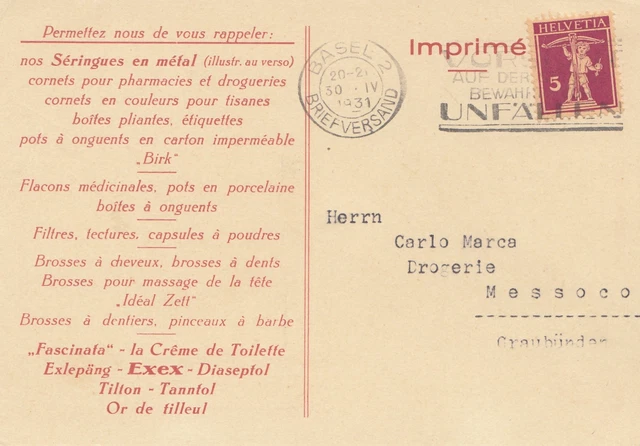 Permettez nous de vous rappeler:
nos Séringues en métal (illustr. au verso)
cornets pour pharmacies et drogueries
cornets en couleurs pour tisanes
boîtes pliantes, étiquettes
pots à onguents en carton imperméable
„Birk"
Flacons médicinales, pots en porcelaine
boîtes à onguents
Filtres, tectures, capsules à poudres
Brosses à cheveux, brosses à dents
Brosses pour massage de la tête
„Idéal Zett"
Brosses à dentiers, pinceaux à barbe
„Fascinata" - la Crême de Toilette
Exlepäng - Exex - Diaseptol
Tilton - Tanntol
Or de tilleul
BASEL 2
20-21
30. IV
1931
BRIEFVERSAND
Imprimé
AUF DER
BEWAHR
UNFÄLLEN
HELVETIA
5
Herrn
Carlo Marca
Drogerie
Messoco
Graubünden